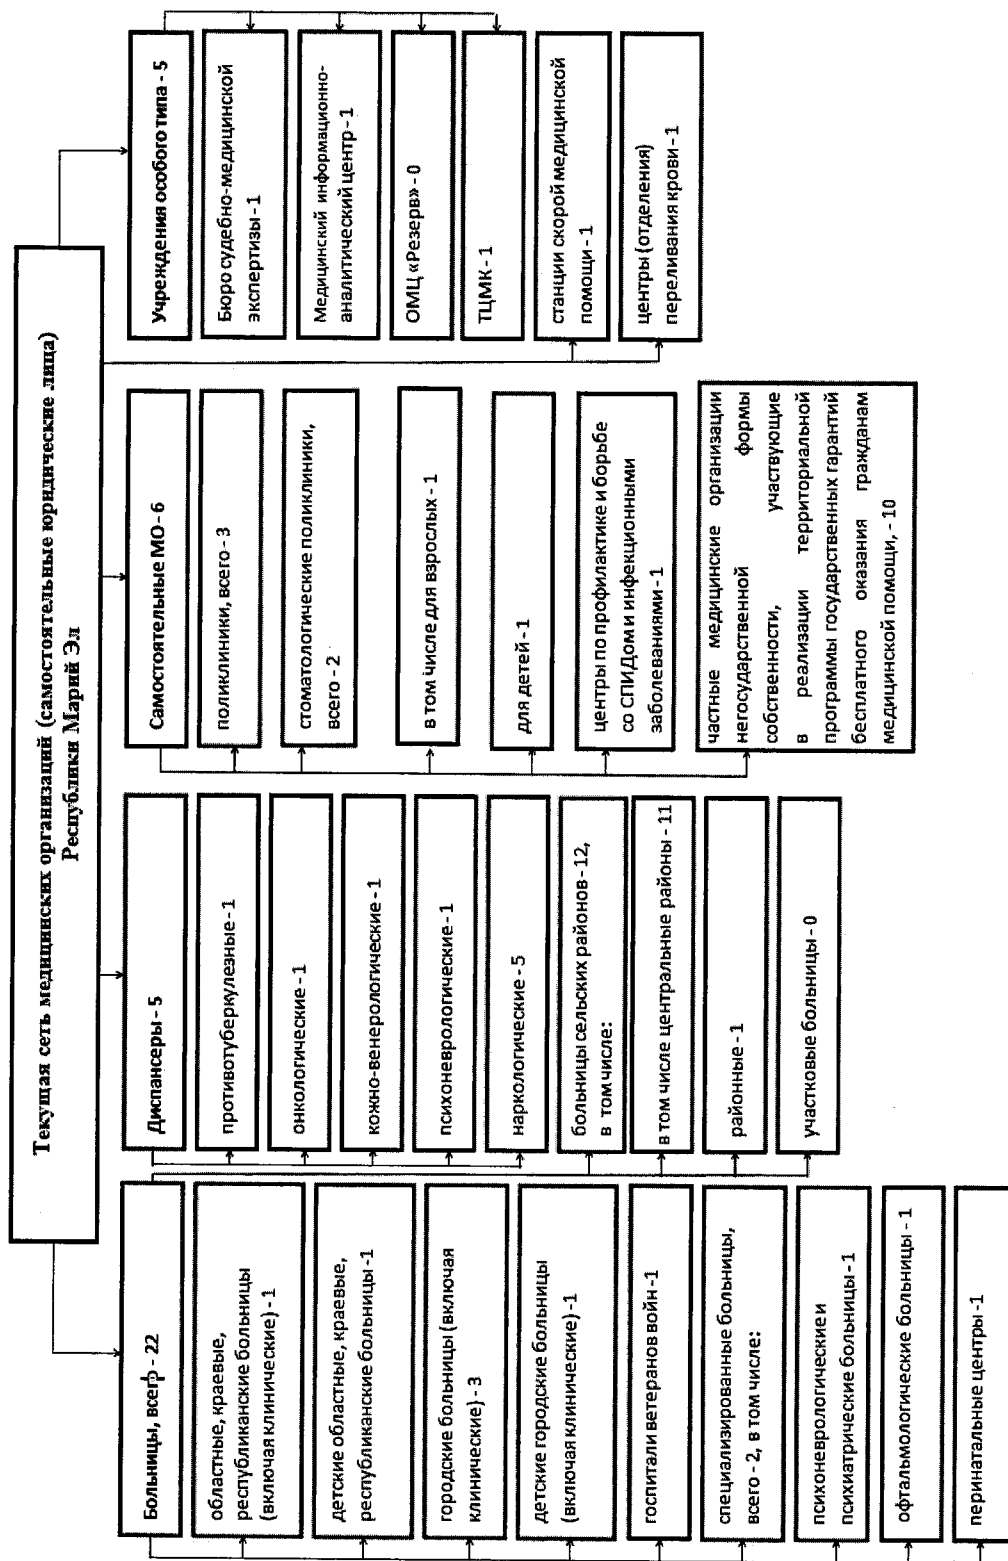 Текущая сеть медицинских организаций (самостоятельные юридические лица)
Республики Марий Эл
Больницы, всего - 22
областные, краевые,
республиканские больницы
(включая клинические) - 1
детские областные, краевые,
республиканские больницы -1
городские больницы (включая
клинические) - 3
детские городские больницы
(включая клинические) -1
госпитали ветеранов войн -1
специализированные больницы,
всего - 2, в том числе:
психоневрологические и
психиатрические больницы -1
офтальмологические больницы - 1
перинатальные центры -1
Диспансеры - 5
противотуберкулезные -1
онкологические -1
кожно-венерологические -1
психоневрологические -1
наркологические - 5
больницы сельских районов -12,
в том числе:
в том числе центральные районы - 11
районные -1
участковые больницы - 0
Самостоятельные МО - 6
поликлиники, всего - 3
стоматологические поликлиники,
всего - 2
в том числе для взрослых - 1
для детей -1
центры по профилактике и борьбе
со СПИДом и инфекционными
заболеваниями -1
частные медицинские организации
негосударственной формы
собственности, участвующие
в реализации территориальной
программы государственных гарантий
бесплатного оказания гражданам
медицинской помощи, - 10
Учреждения особого типа - 5
Бюро судебно-медицинской
экспертизы -1
Медицинский информационно-
аналитический центр -1
ОМЦ «Резерв» - 0
ТЦМК - 1
станции скорой медицинской
помощи -1
центры (отделения)
переливания крови -1